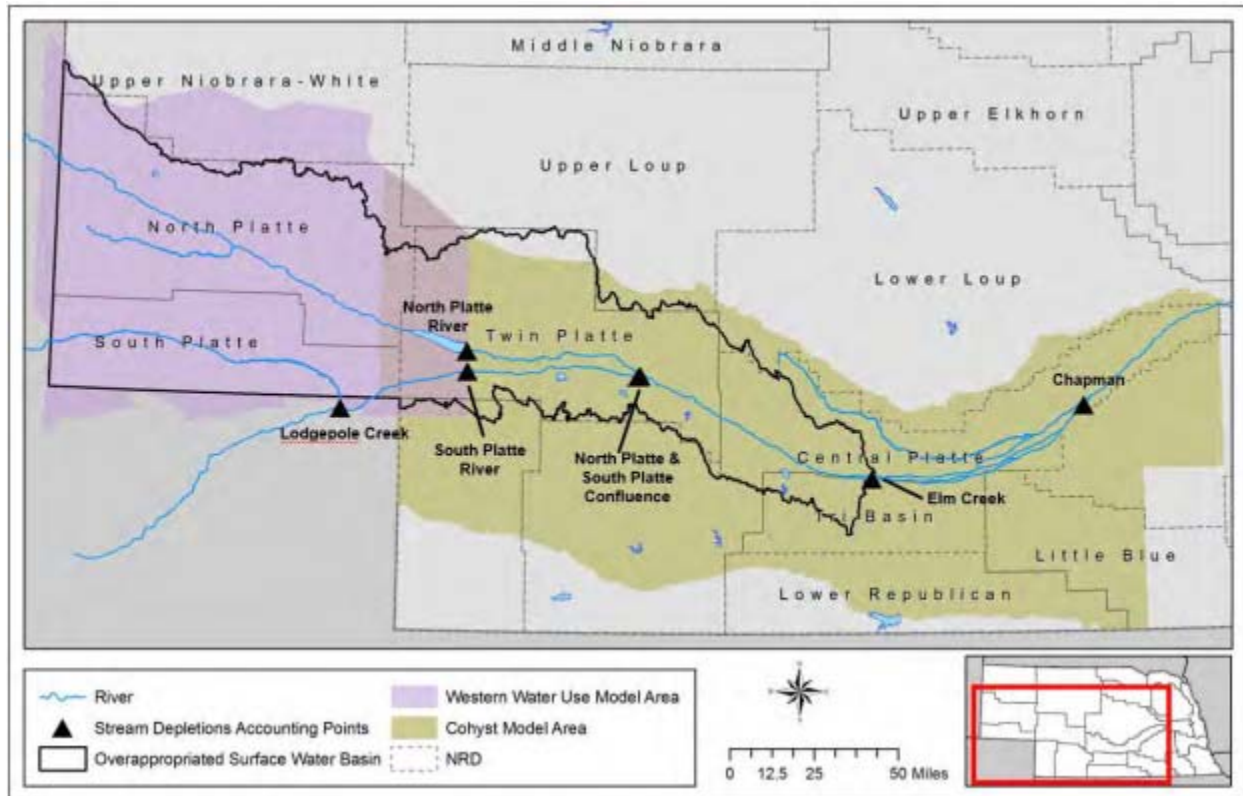 Middle Niobrara
Upper Niobrara-White
Upper Elkhorn
Upper Loup
North Platte
Lower Loup
North Platte
River
Twin Platte
South Platte
Chapman
Lodgepole Creek
South Platte
River
North Platte &
South Platte
Confluence
Central Platte
Elm Creek
Tri-Basin
Little Blue
Lower Republican
River
Stream Depletions Accounting Points
Overappropriated Surface Water Basin
Western Water Use Model Area
Cohyst Model Area
NRD
0 12.5 25 50 Miles